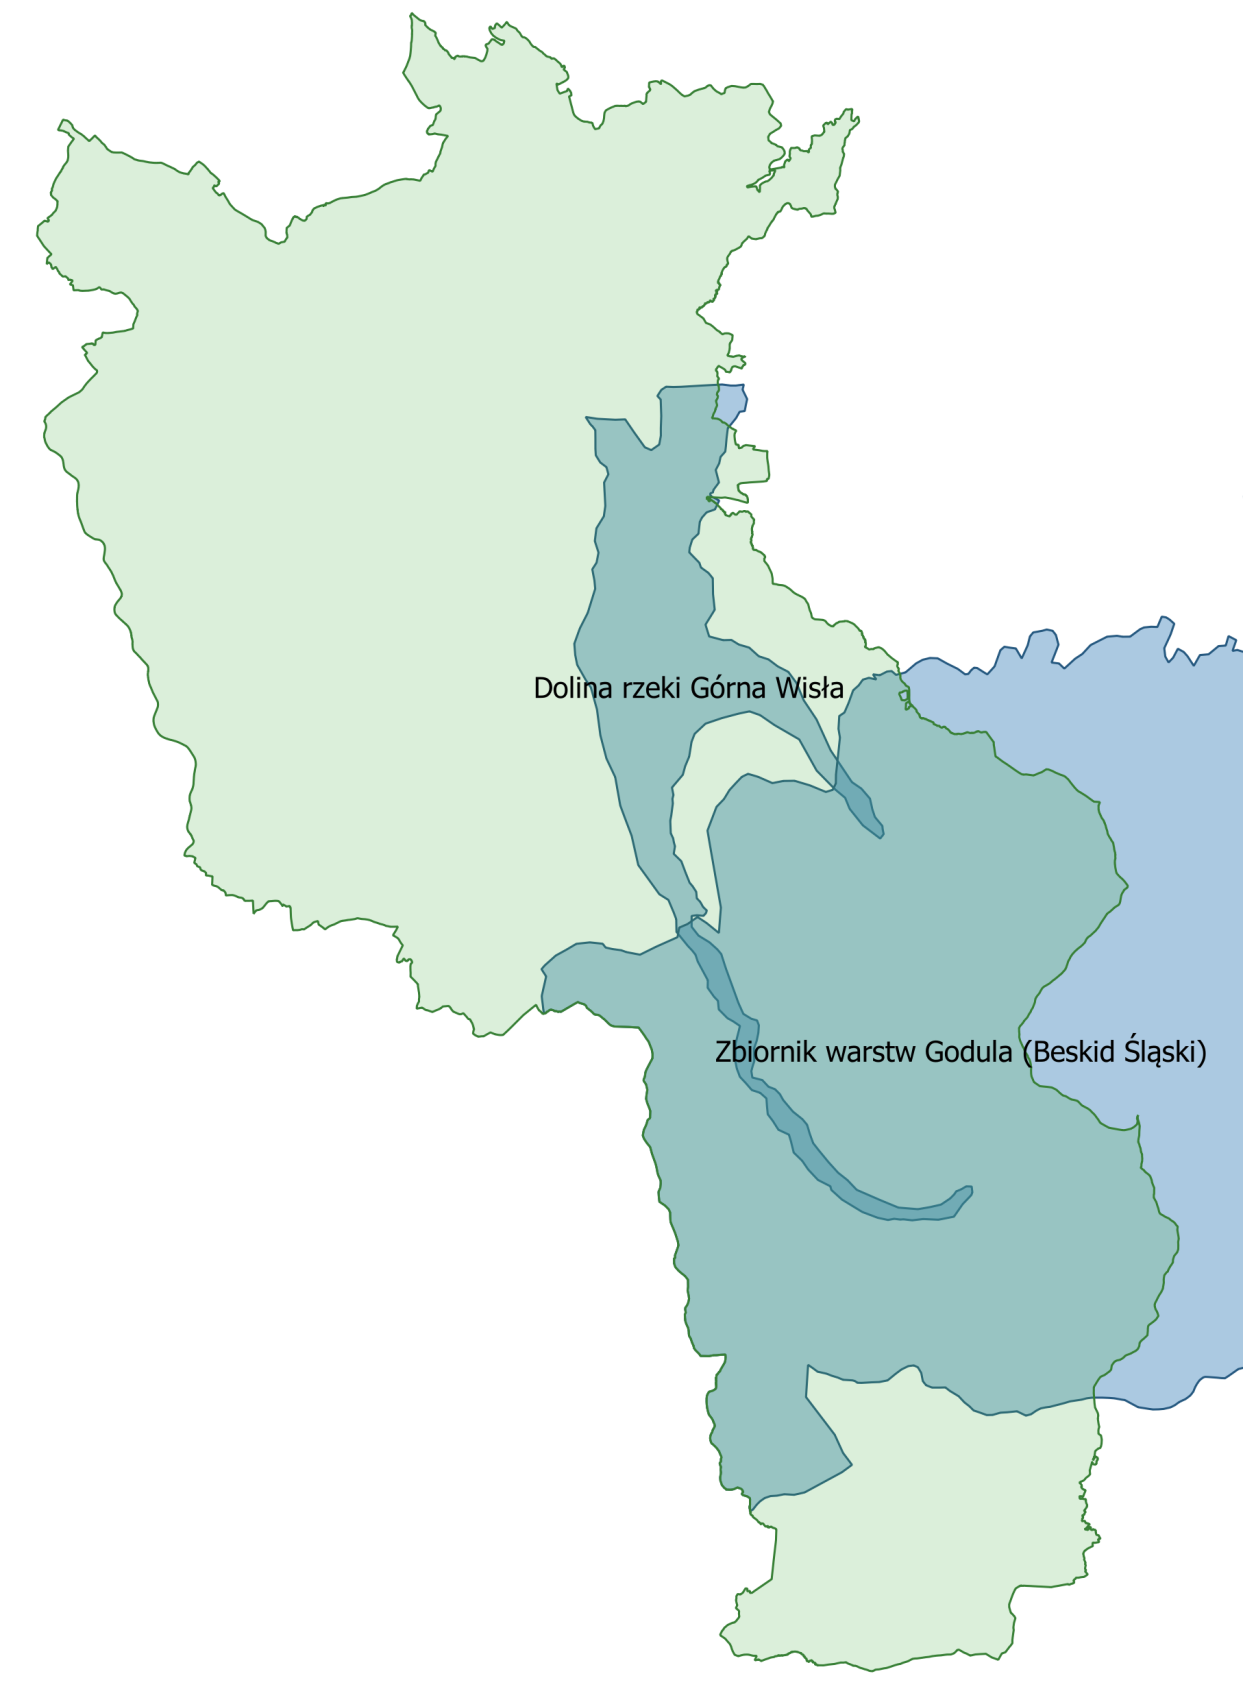 Dolina rzeki Górna Wisła
Zbiornik warstw Godula (Beskid Śląski)